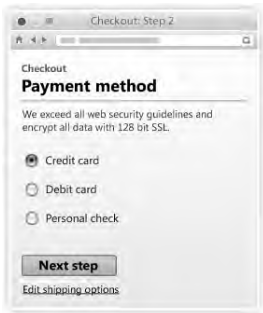 Checkout: Step 2
Checkout
Payment method
We exceed all web security guidelines and
encrypt all data with 128 bit SSL.
Credit card
Debit card
Personal check
Next step
Edit shipping options